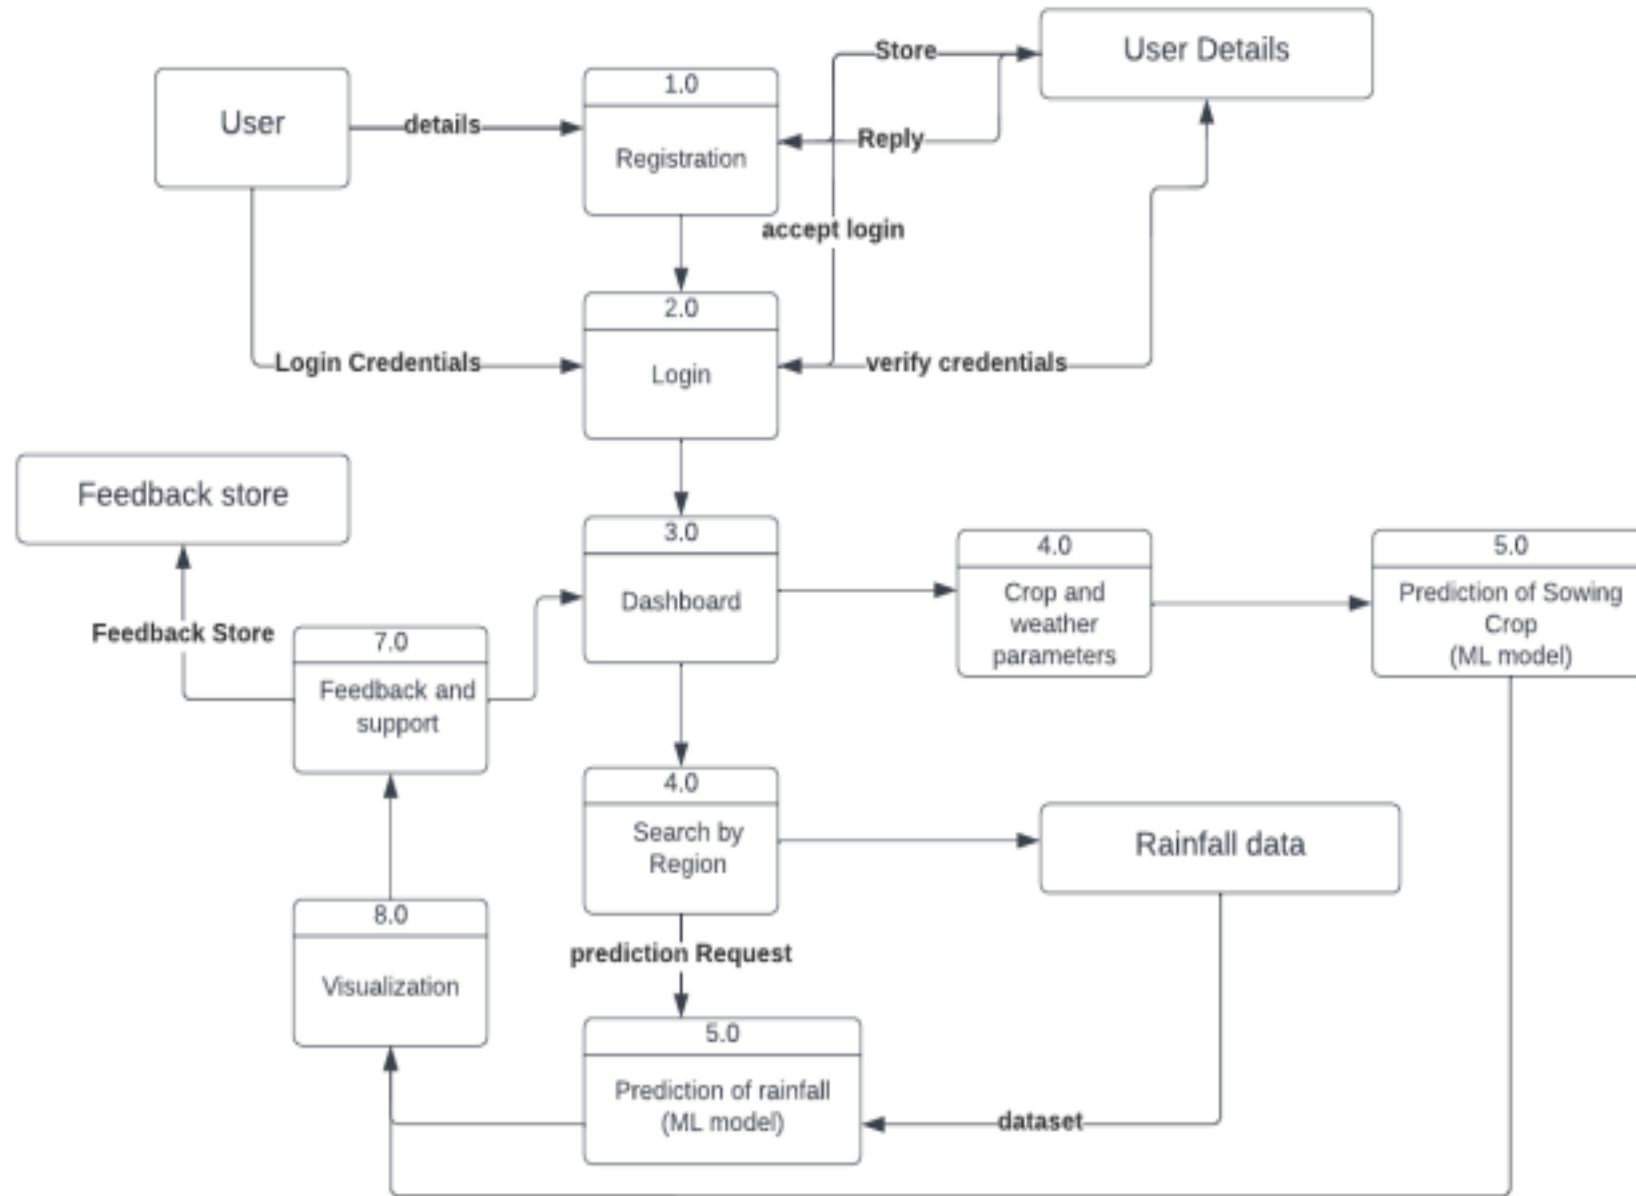 Store
User Details
User
details
1.0
Registration
Reply
accept login
2.0
Login
Login Credentials
verify credentials
Feedback store
3.0
Dashboard
4.0
Crop and
weather
parameters
5.0
Prediction of Sowing
Crop
(ML model)
Feedback Store
7.0
Feedback and
support
4.0
Search by
Region
Rainfall data
8.0
Visualization
prediction Request
5.0
Prediction of rainfall
(ML model)
dataset